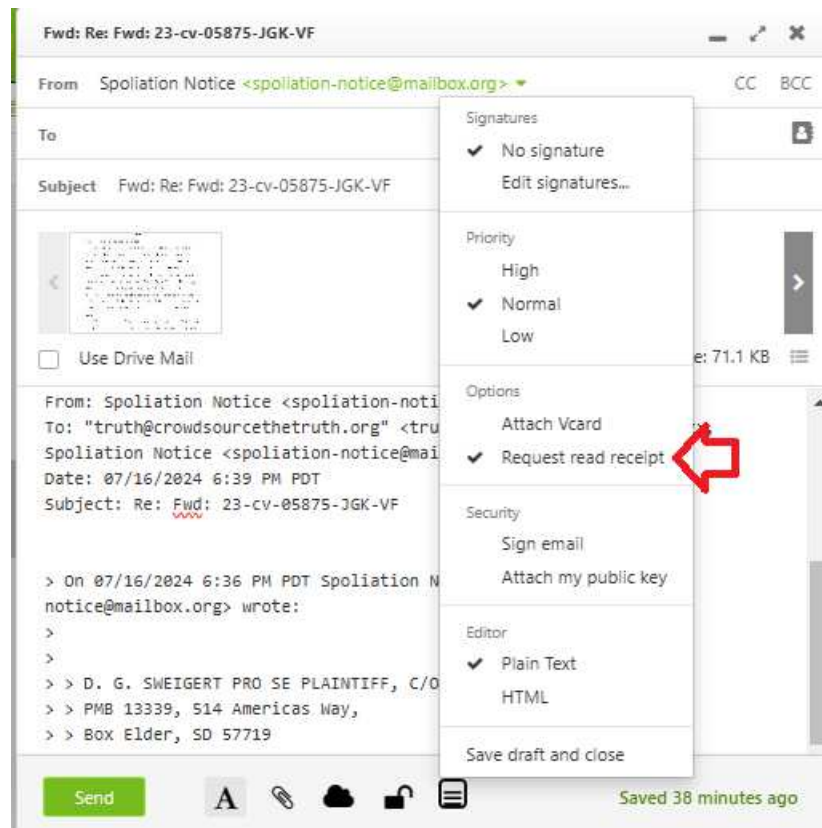 Fwd: Re: Fwd: 23-cv-05875-JGK-VF
From Spoliation Notice <spoliation-notice@mailbox.org> CC BCC
To
Subject Fwd: Re: Fwd: 23-cv-05875-JGK-VF
Use Drive Mail
e: 71.1 KB
From: Spoliation Notice <spoliation-noti
To: "truth@crowdsourcethetruth.org" <tru
Spoliation Notice <spoliation-notice@mai
Date: 07/16/2024 6:39 PM PDT
Subject: Re: Fwd: 23-cv-05875-JGK-VF
> On 07/16/2024 6:36 PM PDT Spoliation N
notice@mailbox.org> wrote:
>
>
> > D. G. SWEIGERT PRO SE PLAINTIFF, C/O
> > PMB 13339, 514 Americas Way,
> > Box Elder, SD 57719
Signatures
No signature
Edit signatures...
Priority
High
Normal
Low
Options
Attach Vcard
Request read receipt
Security
Sign email
Attach my public key
Editor
Plain Text
HTML
Save draft and close
Send
A
Saved 38 minutes ago